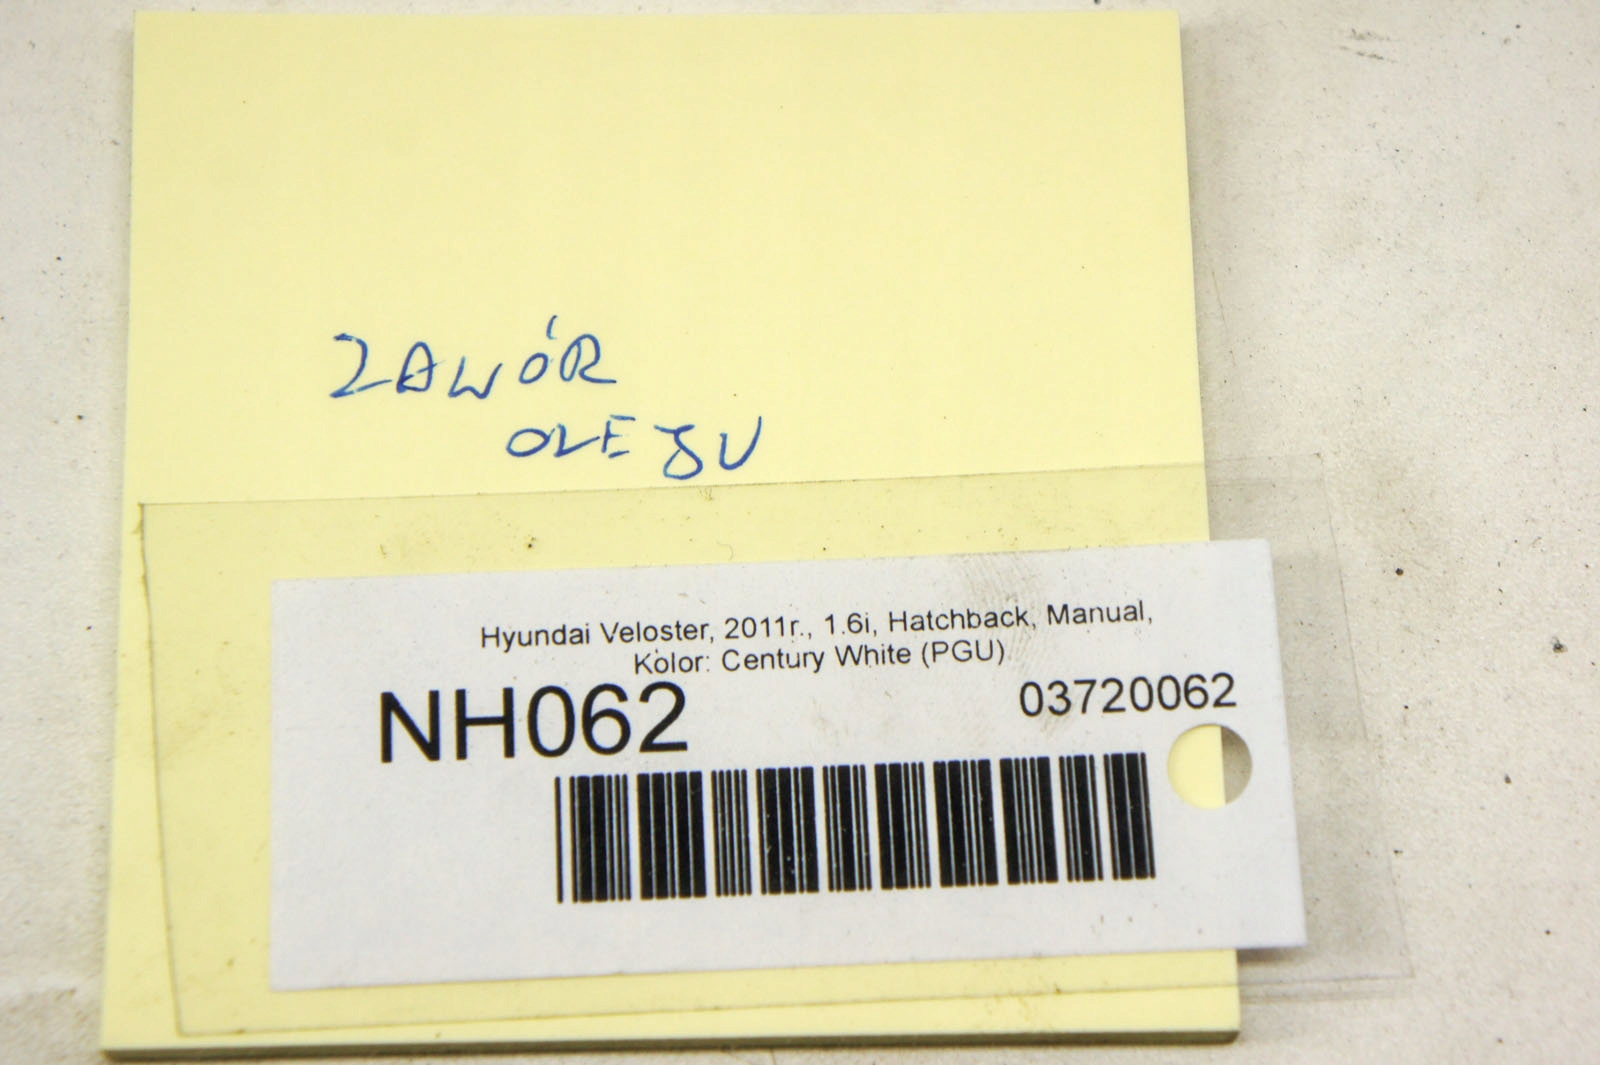 ZAWÓR
OLEJU
Hyundai Veloster, 2011r., 1.6i, Hatchback, Manual,
Kolor: Century White (PGU)
NH062
03720062